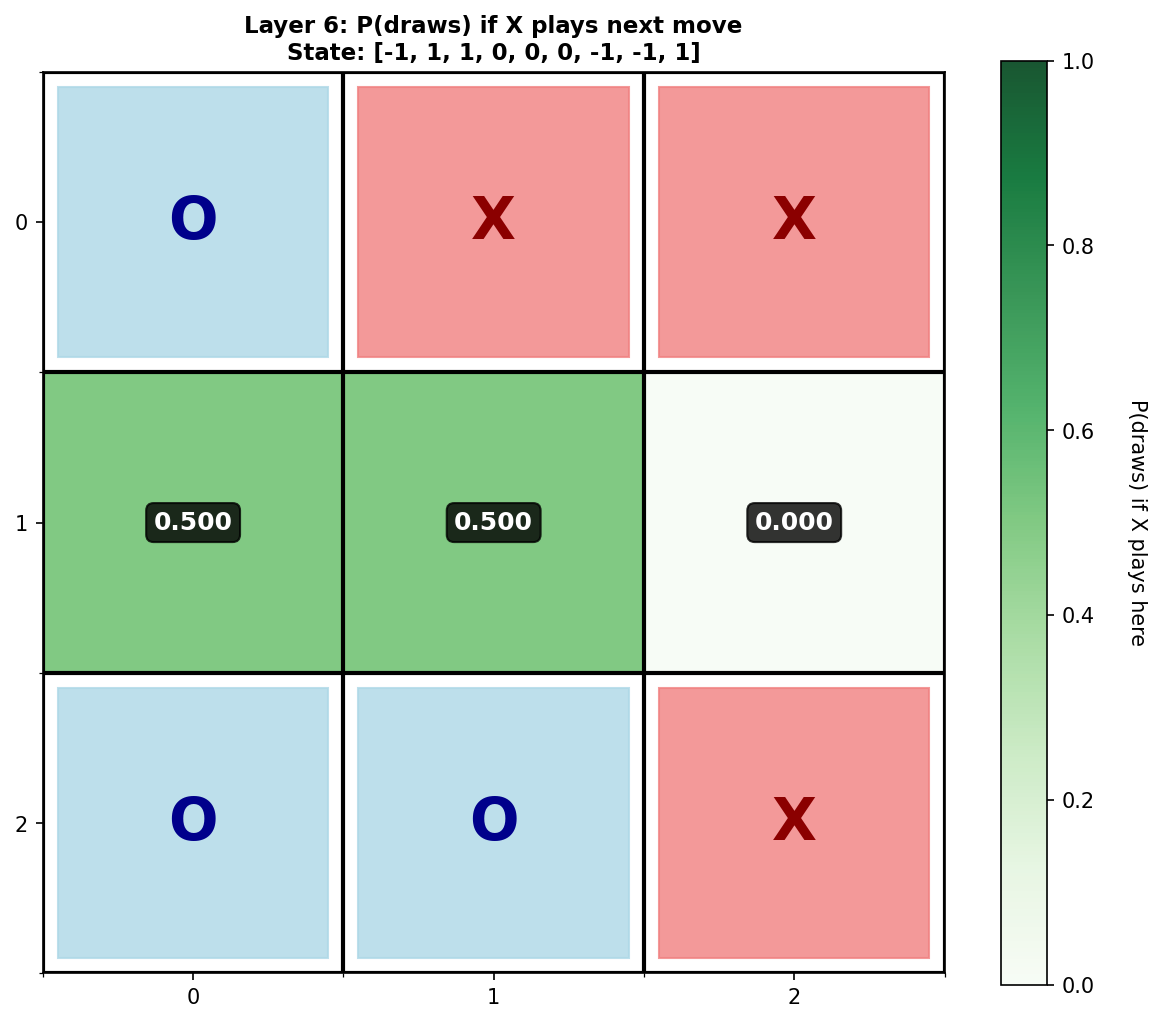 Layer 6: P(draws) if X plays next move
State: [-1, 1, 1, 0, 0, 0, -1, -1, 1]
0
O
X
X
1
0.500
0.500
0.000
2
O
O
X
0
1
2
1.0
0.8
0.6
0.4
0.2
0.0
P(draws) if X plays here